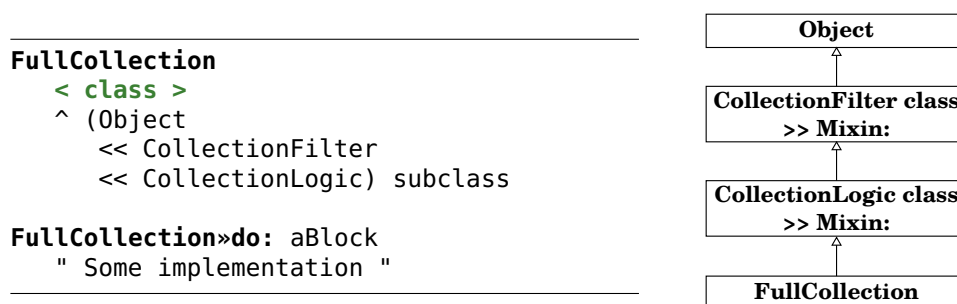 FullCollection
< class >
^ (Object
<< CollectionFilter
<< CollectionLogic) subclass
FullCollection»do: aBlock
" Some implementation "
Object
CollectionFilter class
>> Mixin:
CollectionLogic class
>> Mixin:
FullCollection